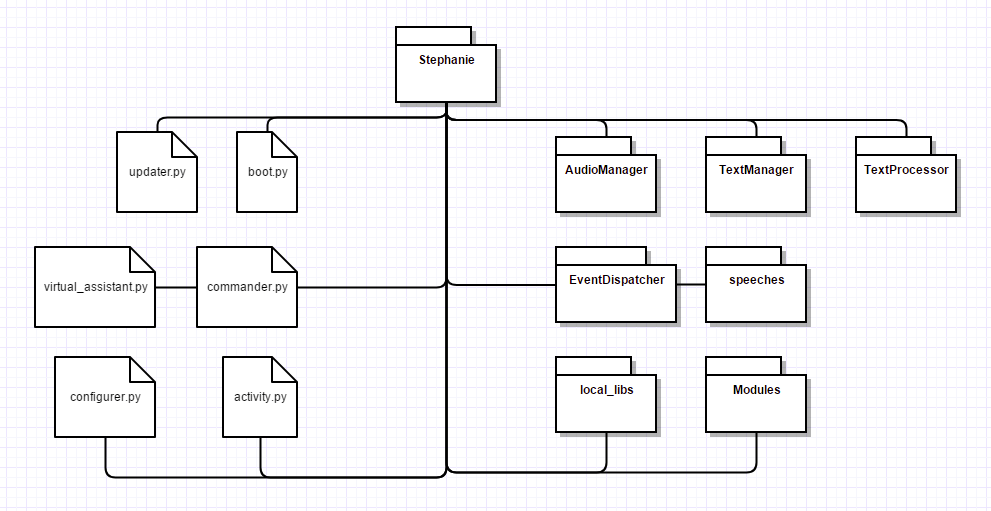 Stephanie
updater.py
boot.py
AudioManager
TextManager
TextProcessor
virtual_assistant.py
commander.py
EventDispatcher
speeches
configurer.py
activity.py
local_libs
Modules